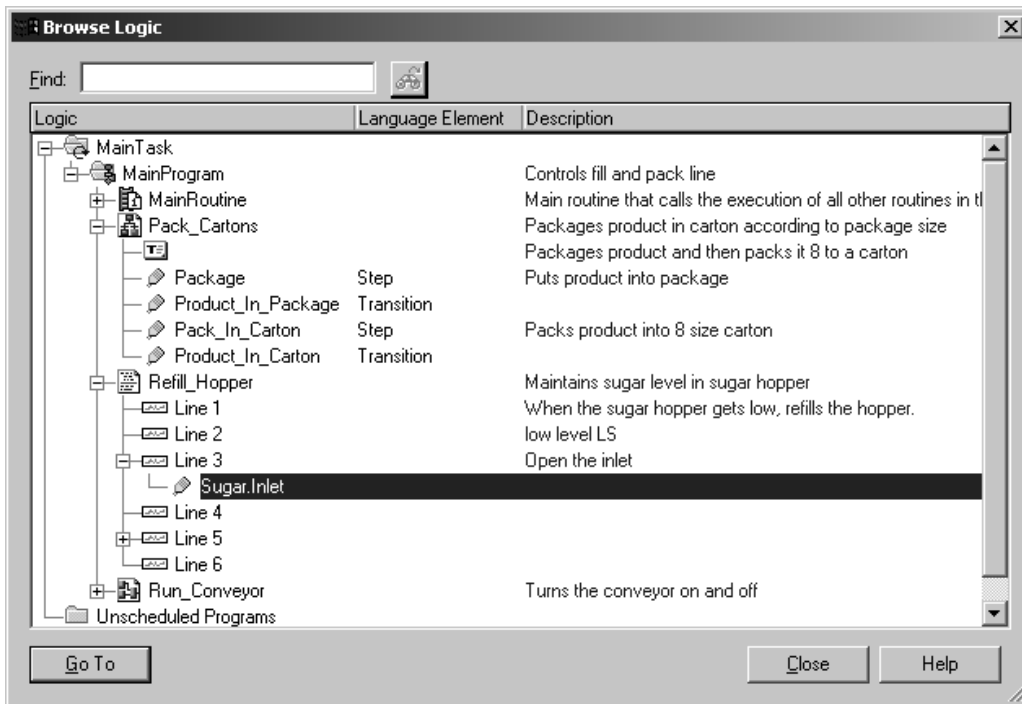 Browse Logic
Find:
Logic Language Element Description
MainTask
MainProgram Controls fill and pack line
MainRoutine Main routine that calls the execution of all other routines in
Pack_Cartons Packages product in carton according to package size
Packages product and then packs it 8 to a carton
Package Step Puts product into package
Product_In_Package Transition
Pack_In_Carton Step Packs product into 8 size carton
Product_In_Carton Transition
Refill_Hopper Maintains sugar level in sugar hopper
Line 1 When the sugar hopper gets low, refills the hopper.
Line 2 low level LS
Line 3 Open the inlet
Sugar.Inlet
Line 4
Line 5
Line 6
Run_Conveyor Turns the conveyor on and off
Unscheduled Programs
Go To Close Help